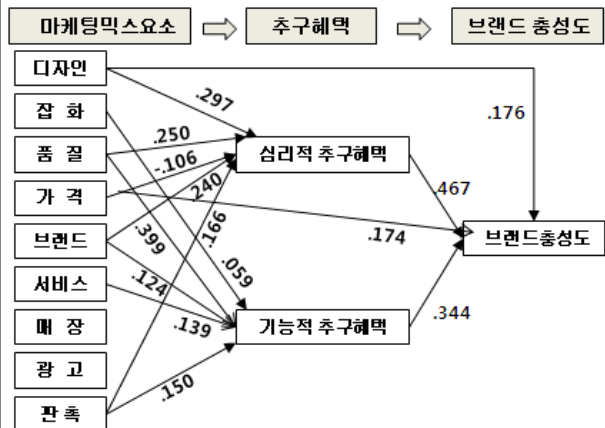 마케팅믹스요소
추구혜택
브랜드 충성도
디자인
잡 화
품 질
가 격
브랜드
서비스
매 장
광 고
판촉
.297
.250
-.106
.240
.166
.399
.124
.059
.139
.150
심리적 추구혜택
기능적 추구혜택
.176
.467
.174
.344
브랜드충성도